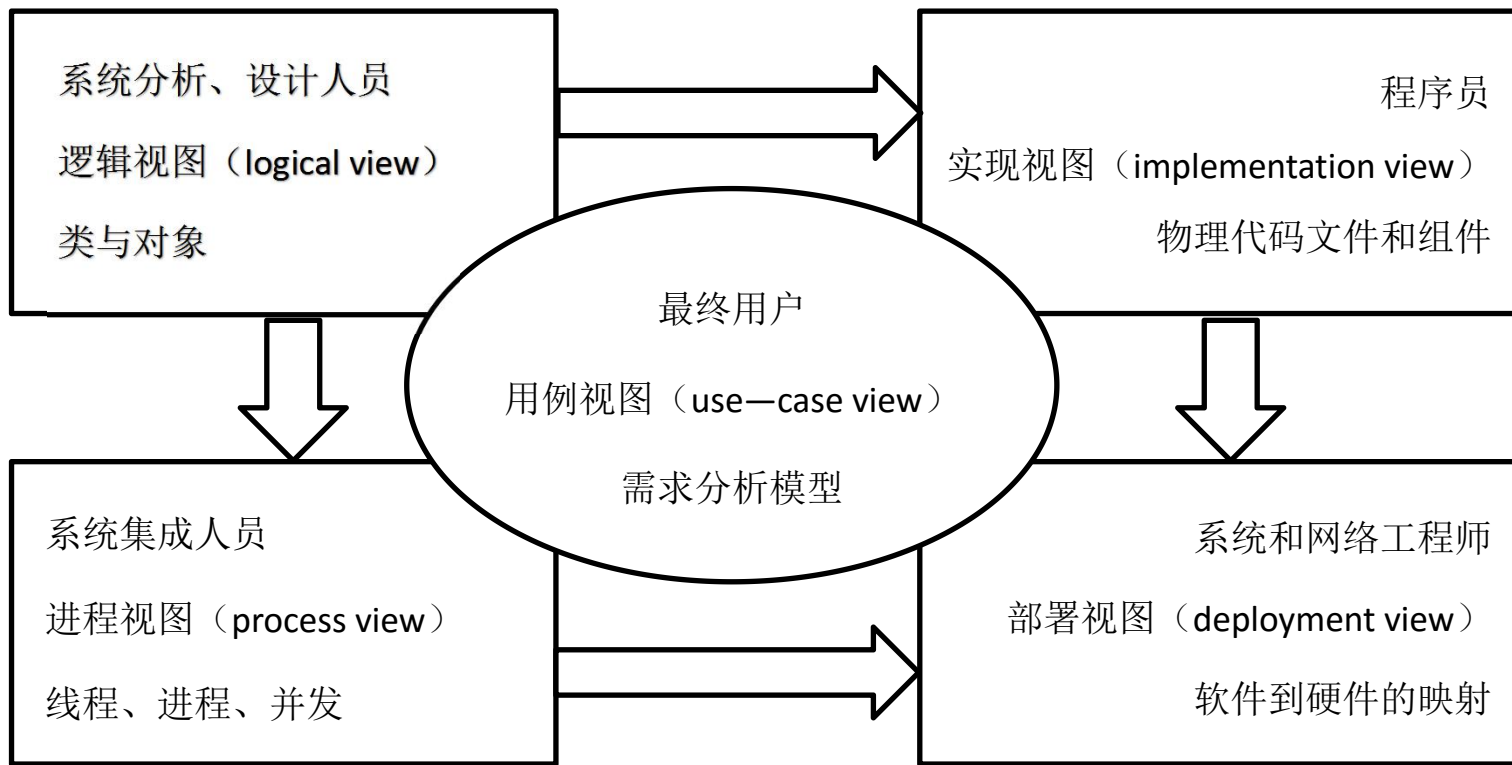 系统分析、设计人员
逻辑视图（logical view）
类与对象
程序员
实现视图（implementation view）
物理代码文件和组件
最终用户
用例视图（use—case view）
需求分析模型
系统集成人员
进程视图（process view）
线程、进程、并发
系统和网络工程师
部署视图（deployment view）
软件到硬件的映射